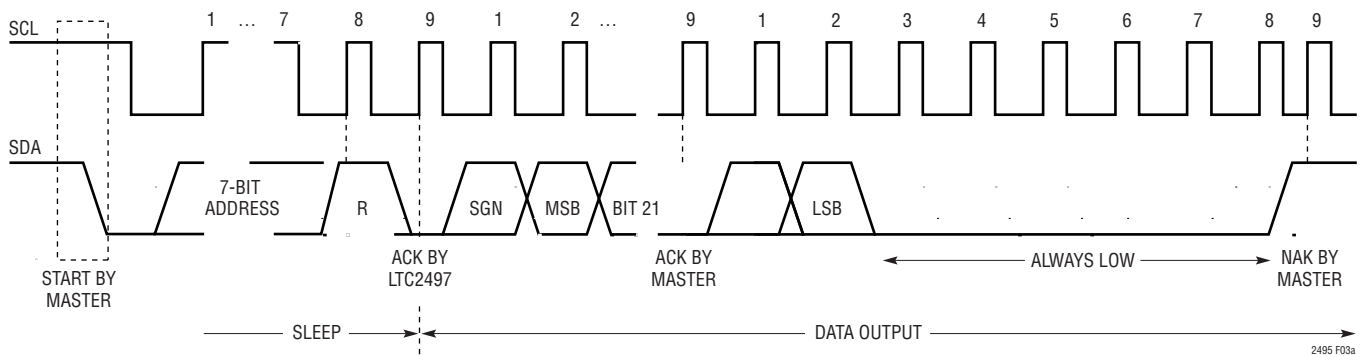 1 … 7 8 9 1 2 … 9 1 2 3 4 5 6 7 8 9
SCL
SDA
7-BIT
ADDRESS
R
SGN
MSB
BIT 21
LSB
START BY
MASTER
ACK BY
LTC2497
ACK BY
MASTER
ALWAYS LOW
NAK BY
MASTER
SLEEP
DATA OUTPUT
2495 F03a